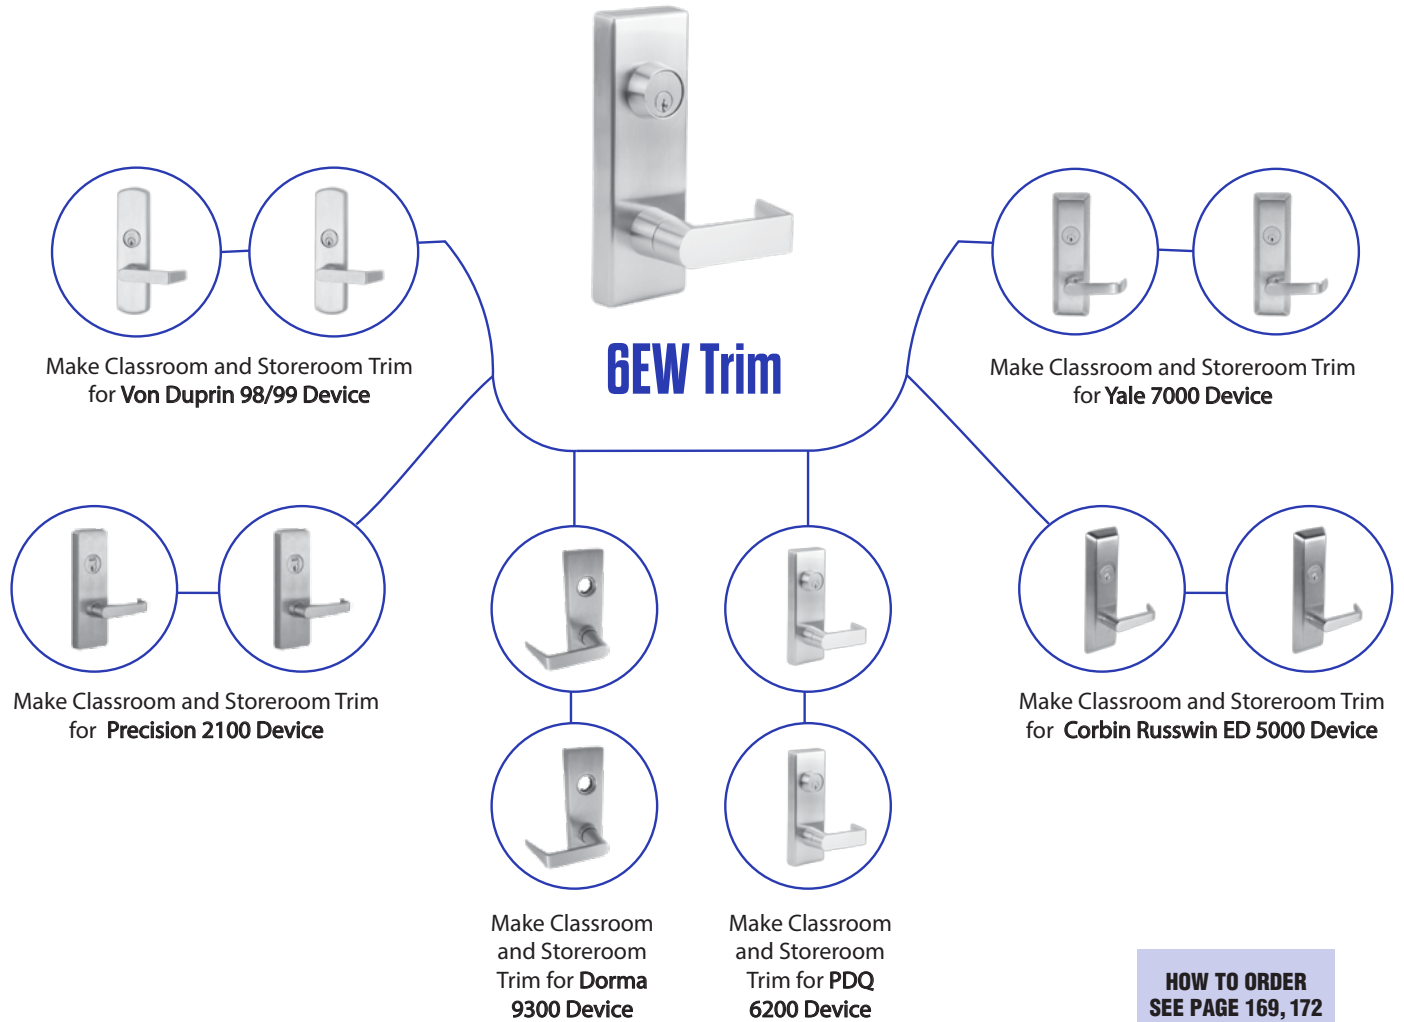 6EW Trim
Make Classroom and Storeroom Trim
for Von Duprin 98/99 Device
Make Classroom and Storeroom Trim
for Yale 7000 Device
Make Classroom and Storeroom Trim
for Precision 2100 Device
Make Classroom and Storeroom Trim
for Corbin Russwin ED 5000 Device
Make Classroom
and Storeroom
Trim for Dorma
9300 Device
Make Classroom
and Storeroom
Trim for PDQ
6200 Device
HOW TO ORDER
SEE PAGE 169, 172